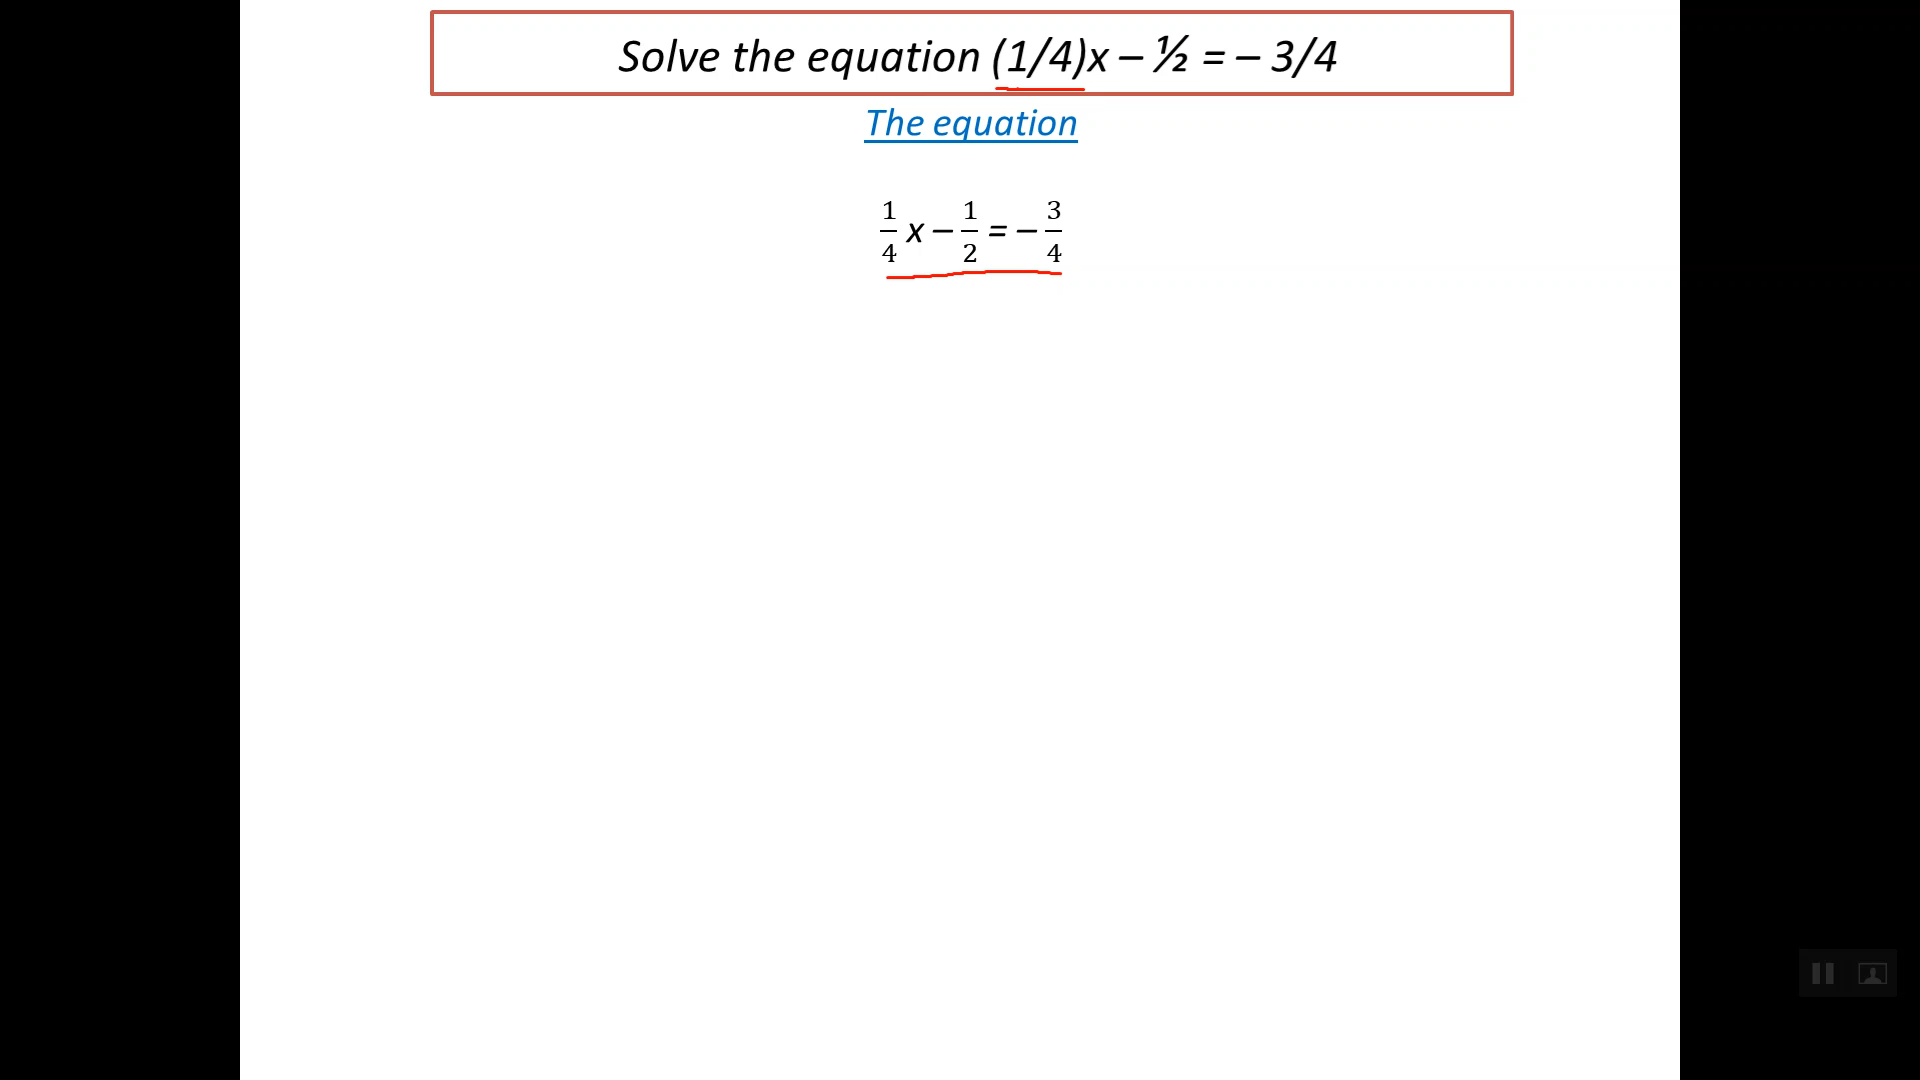 Solve the equation (1/4)x – ½ = – 3/4
The equation
1/4 x – 1/2 = – 3/4